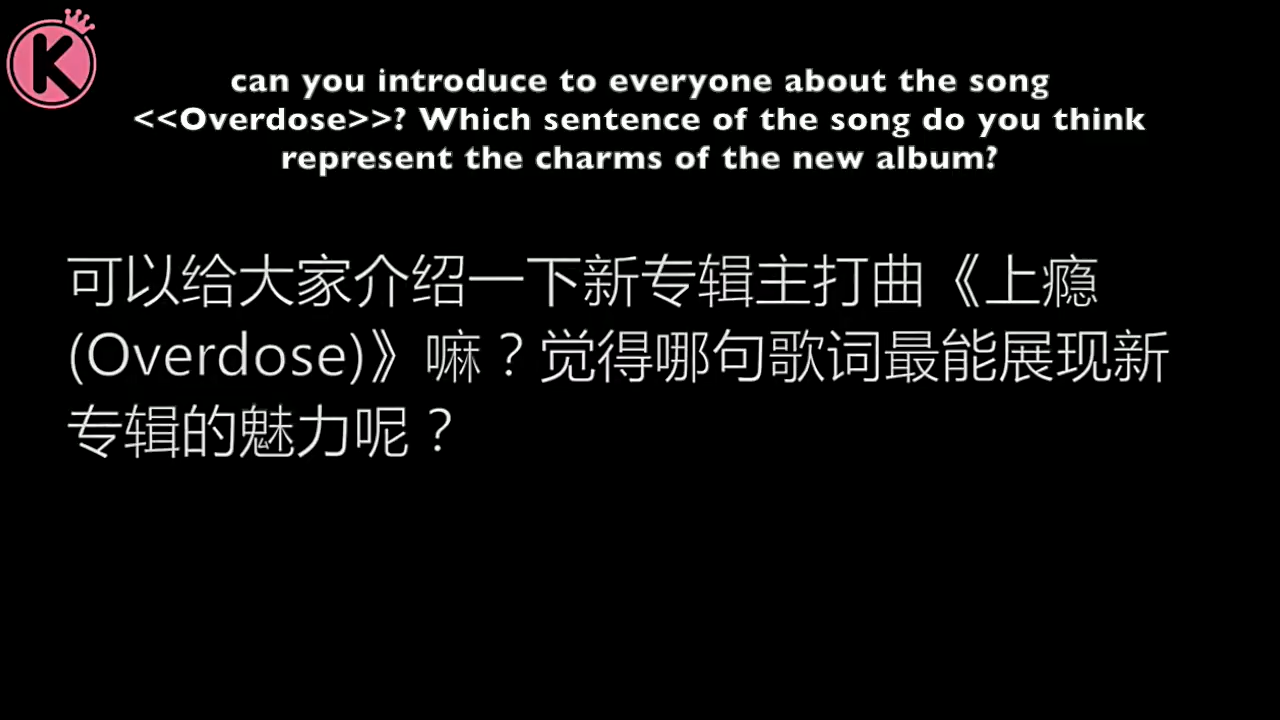 K
can you introduce to everyone about the song
<<Overdose>>? Which sentence of the song do you think
represent the charms of the new album?
可以给大家介绍一下新专辑主打曲《上瘾
(Overdose)》嘛？觉得哪句歌词最能展现新
专辑的魅力呢？